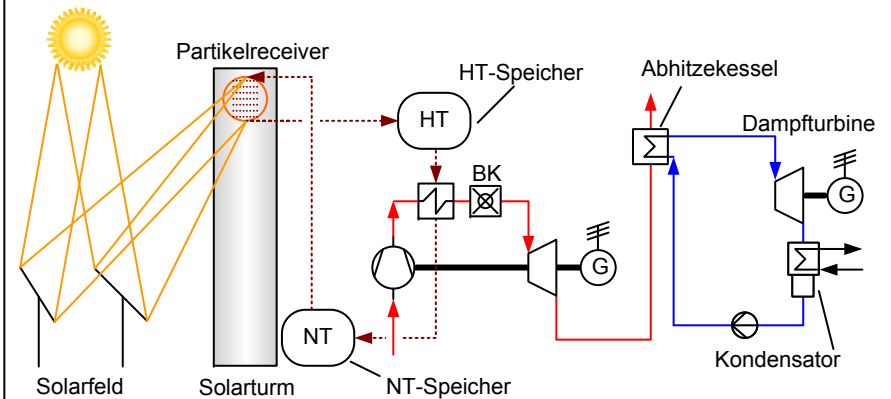 Partikelreceiver
HT-Speicher
Abhitzekessel
Dampfturbine
HT
BK
G
G
NT
Solarfeld
Solarturm
NT-Speicher
Kondensator